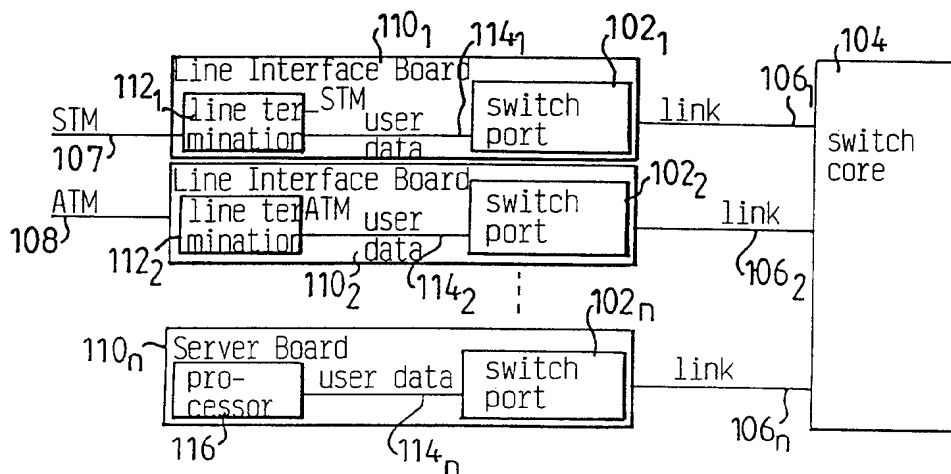 110₁
114₁
102₁
104
Line Interface Board
112₁
line ter
mination
STM
user
data
switch
port
link
106₁
STM
107
switch
core
Line Interface Board
102₂
ATM
108
line ter
mination
ATM
user
data
switch
port
link
112₂
110₂
114₂
106₂
102ₙ
110ₙ
Server Board
pro-
cessor
user data
switch
port
link
116
114ₙ
106ₙ